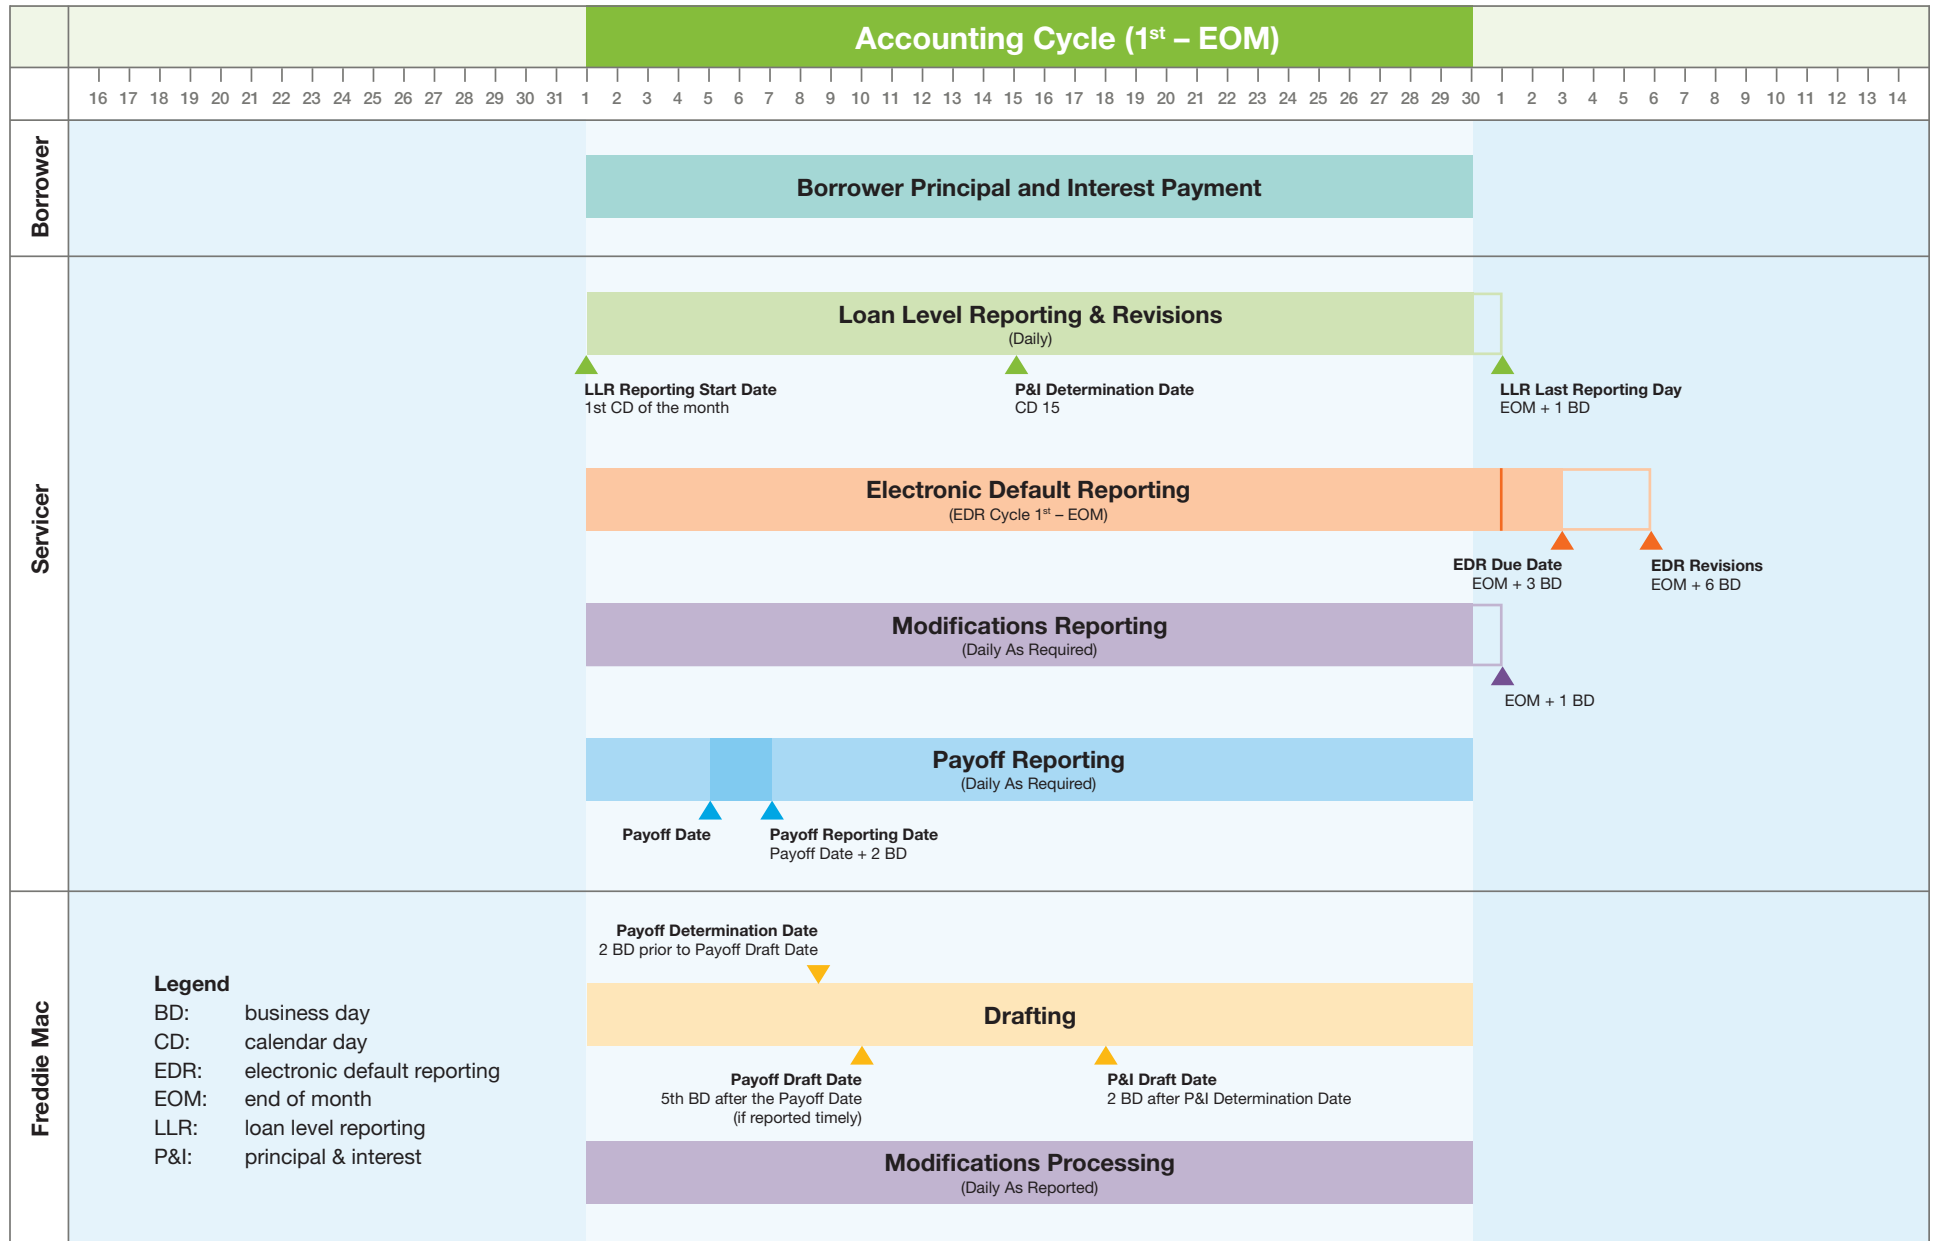 Accounting Cycle (1st – EOM)
16 17 18 19 20 21 22 23 24 25 26 27 28 29 30 31 1 2 3 4 5 6 7 8 9 10 11 12 13 14 15 16 17 18 19 20 21 22 23 24 25 26 27 28 29 30 1 2 3 4 5 6 7 8 9 10 11 12 13 14
Borrower
Borrower Principal and Interest Payment
Servicer
Loan Level Reporting & Revisions
(Daily)
LLR Reporting Start Date
1st CD of the month
P&I Determination Date
CD 15
LLR Last Reporting Day
EOM + 1 BD
Electronic Default Reporting
(EDR Cycle 1st – EOM)
EDR Due Date
EOM + 3 BD
EDR Revisions
EOM + 6 BD
Modifications Reporting
(Daily As Required)
EOM + 1 BD
Payoff Reporting
(Daily As Required)
Payoff Date
Payoff Reporting Date
Payoff Date + 2 BD
Freddie Mac
Legend
BD: business day
CD: calendar day
EDR: electronic default reporting
EOM: end of month
LLR: loan level reporting
P&I: principal & interest
Payoff Determination Date
2 BD prior to Payoff Draft Date
Drafting
Payoff Draft Date
5th BD after the Payoff Date
(if reported timely)
P&I Draft Date
2 BD after P&I Determination Date
Modifications Processing
(Daily As Reported)